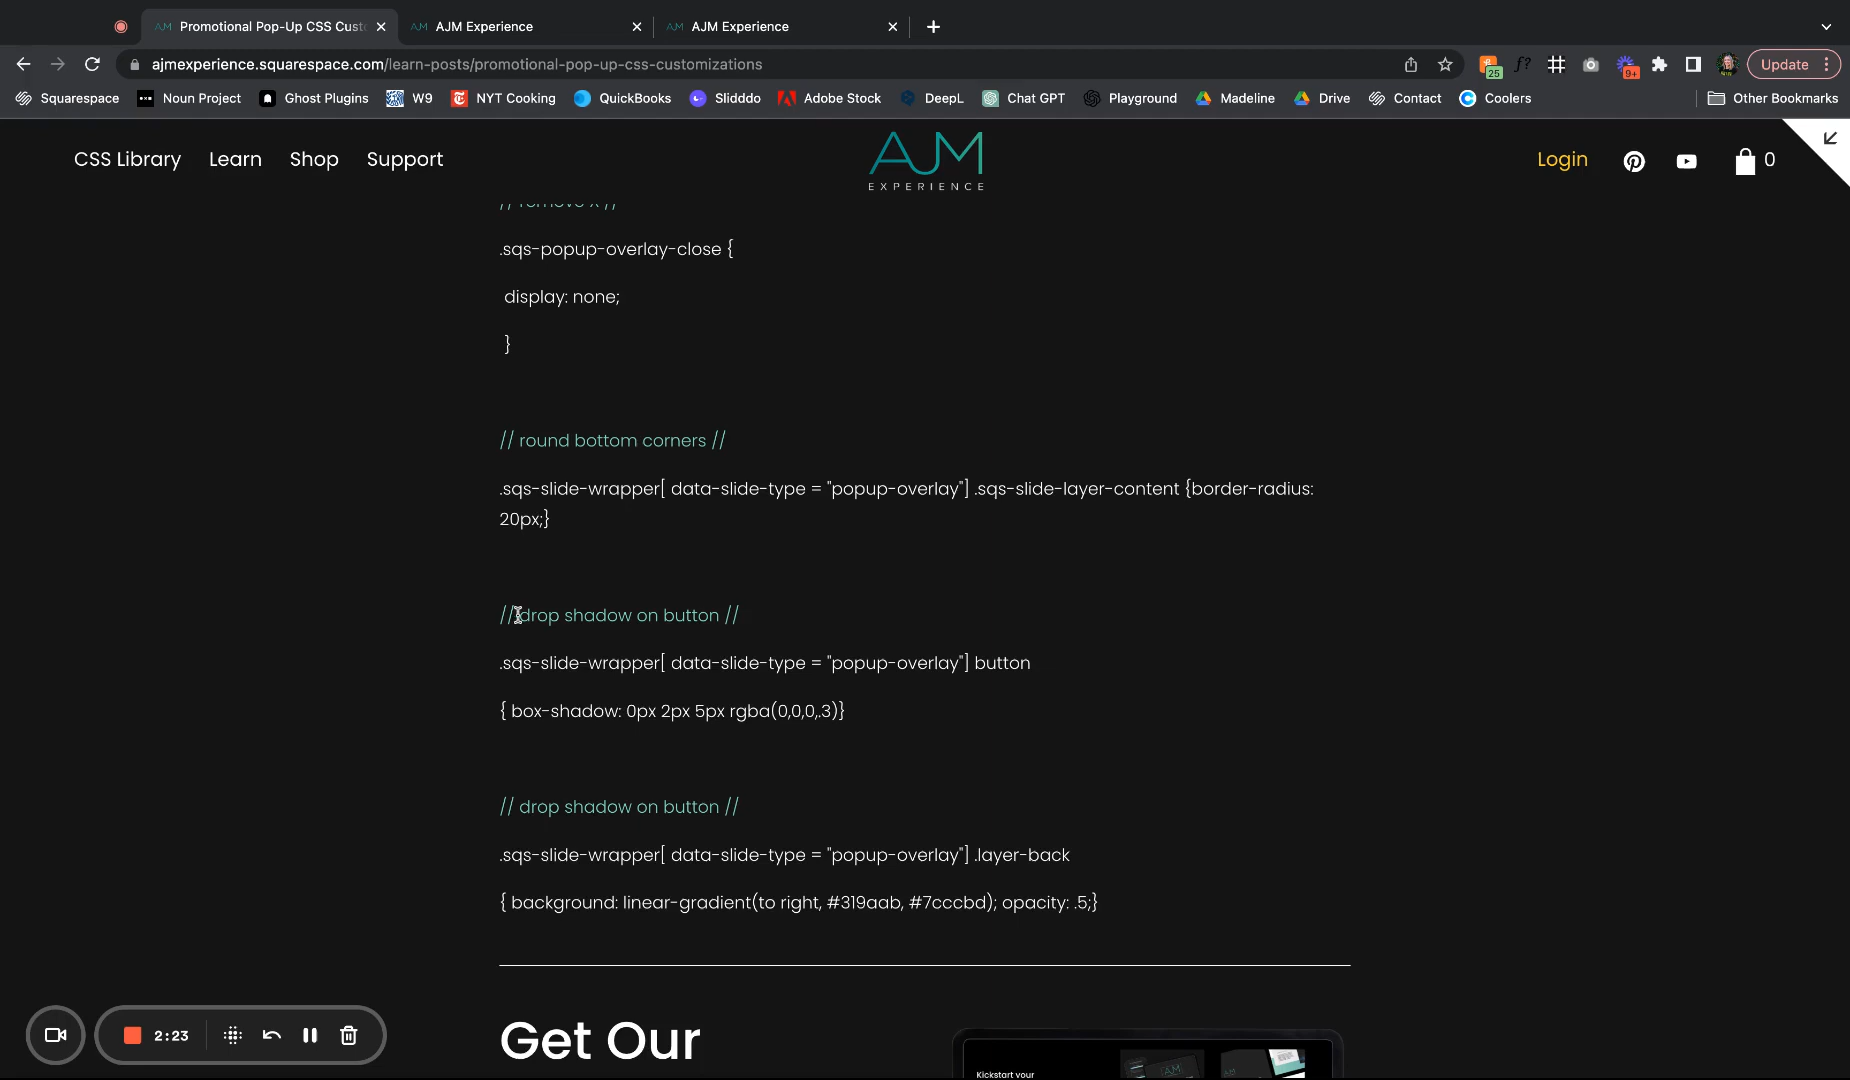 Promotional Pop-Up CSS Cust
AJM Experience
AJM Experience
ajmexperience.squarespace.com/learn-posts/promotional-pop-up-css-customizations
25
f?
9+
Update
Squarespace
Noun Project
Ghost Plugins
W9
NYT Cooking
QuickBooks
Slidddo
Adobe Stock
DeepL
Chat GPT
Playground
Madeline
Drive
Contact
Coolers
Other Bookmarks
CSS Library
Learn
Shop
Support
AJM
EXPERIENCE
Login
0
// remove x //
.sqs-popup-overlay-close {
display: none;
}
// round bottom corners //
.sqs-slide-wrapper[ data-slide-type = "popup-overlay"] .sqs-slide-layer-content {border-radius:
20px;}
// drop shadow on button //
.sqs-slide-wrapper[ data-slide-type = "popup-overlay"] button
{ box-shadow: 0px 2px 5px rgba(0,0,0,.3)}
// drop shadow on button //
.sqs-slide-wrapper[ data-slide-type = "popup-overlay"] .layer-back
{ background: linear-gradient(to right, #319aab, #7cccbd); opacity: .5;}
2:23
Get Our
Kickstart your
AJM